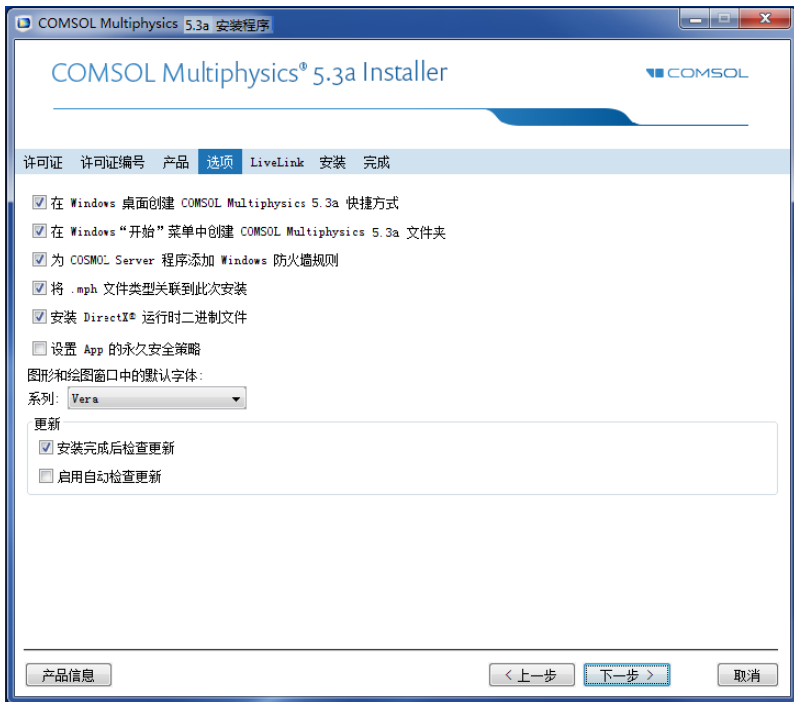 COMSOL Multiphysics 5.3a 安装程序
COMSOL Multiphysics® 5.3a Installer
COMSOL
许可证 许可证编号 产品 选项 LiveLink 安装 完成
在 Windows 桌面创建 COMSOL Multiphysics 5.3a 快捷方式
在 Windows“开始”菜单中创建 COMSOL Multiphysics 5.3a 文件夹
为 COSMOL Server 程序添加 Windows 防火墙规则
将 .mph 文件类型关联到此次安装
安装 DirectX® 运行时二进制文件
设置 App 的永久安全策略
图形和绘图窗口中的默认字体:
系列: Vera
更新
安装完成后检查更新
启用自动检查更新
产品信息 <上一步 下一步> 取消